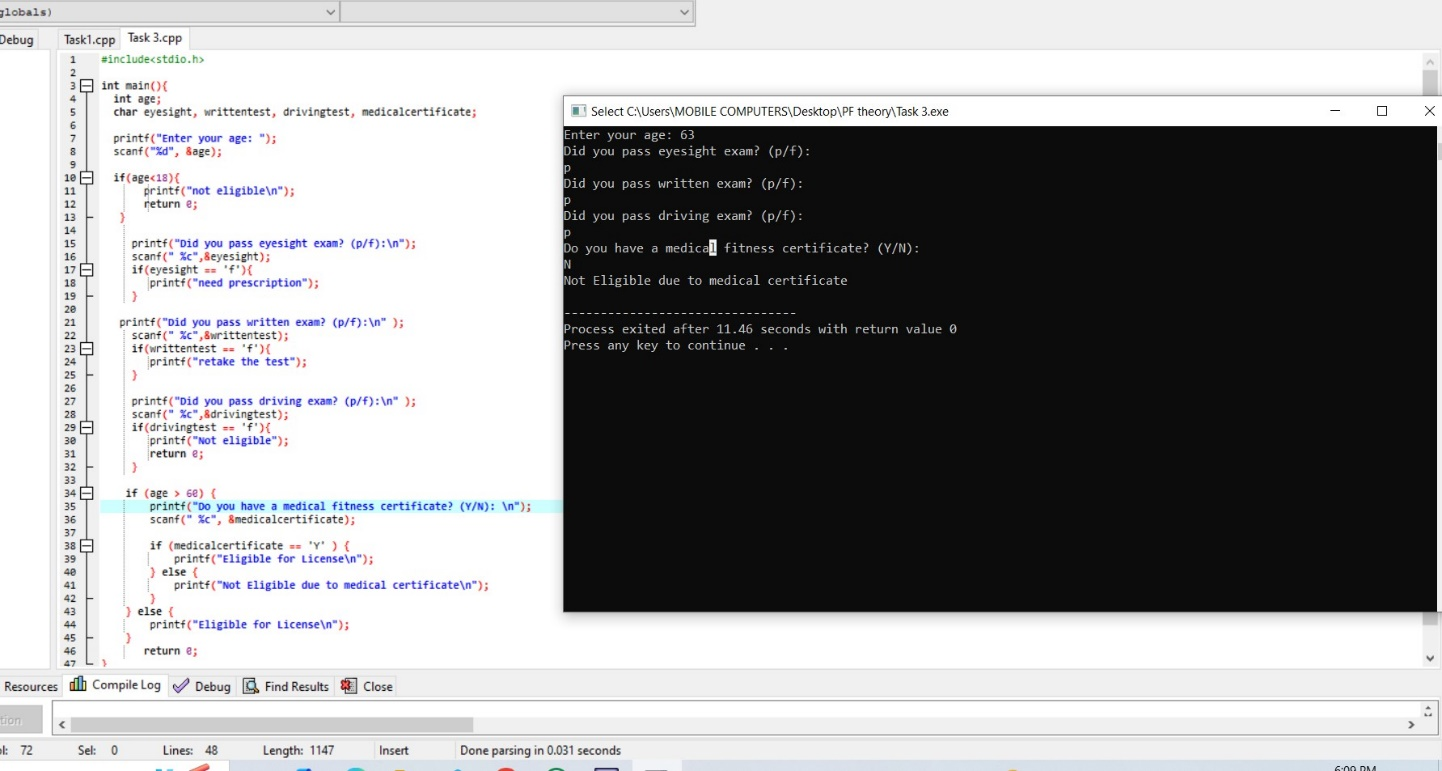 globals)
Debug
Task1.cpp Task 3.cpp
1 #include<stdio.h>
2
3 int main(){
4 int age;
5 char eyesight, writtentest, drivingtest, medicalcertificate;
6
7 printf("Enter your age: ");
8 scanf("%d", &age);
9
10 if(age<18){
11 printf("not eligible\n");
12 return 0;
13 }
14
15 printf("Did you pass eyesight exam? (p/f):\n");
16 scanf(" %c",&eyesight);
17 if(eyesight == 'f'){
18 printf("need prescription");
19 }
20
21 printf("Did you pass written exam? (p/f):\n" );
22 scanf(" %c",&writtentest);
23 if(writtentest == 'f'){
24 printf("retake the test");
25 }
26
27 printf("Did you pass driving exam? (p/f):\n" );
28 scanf(" %c",&drivingtest);
29 if(drivingtest == 'f'){
30 printf("Not eligible");
31 return 0;
32 }
33
34 if (age > 60) {
35 printf("Do you have a medical fitness certificate? (Y/N): \n");
36 scanf(" %c", &medicalcertificate);
37
38 if (medicalcertificate == 'Y' ) {
39 printf("Eligible for License\n");
40 } else {
41 printf("Not Eligible due to medical certificate\n");
42 }
43 } else {
44 printf("Eligible for License\n");
45 }
46 return 0;
47 }
Select C:\Users\MOBILE COMPUTERS\Desktop\PF theory\Task 3.exe
Enter your age: 63
Did you pass eyesight exam? (p/f):
p
Did you pass written exam? (p/f):
p
Did you pass driving exam? (p/f):
p
Do you have a medical fitness certificate? (Y/N):
N
Not Eligible due to medical certificate
--------------------------------
Process exited after 11.46 seconds with return value 0
Press any key to continue . . .
Resources Compile Log Debug Find Results Close
tion
ol: 72 Sel: 0 Lines: 48 Length: 1147 Insert Done parsing in 0.031 seconds
6:09 PM